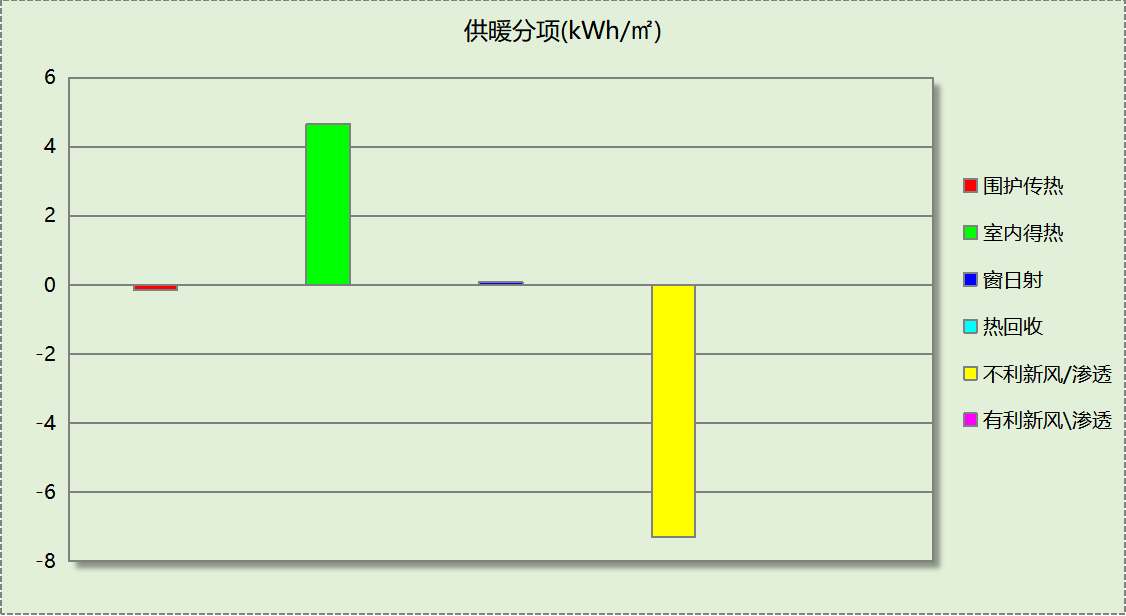 供暖分项(kWh/㎡)
6
4
2
0
-2
-4
-6
-8
围护传热
室内得热
窗日射
热回收
不利新风/渗透
有利新风\渗透